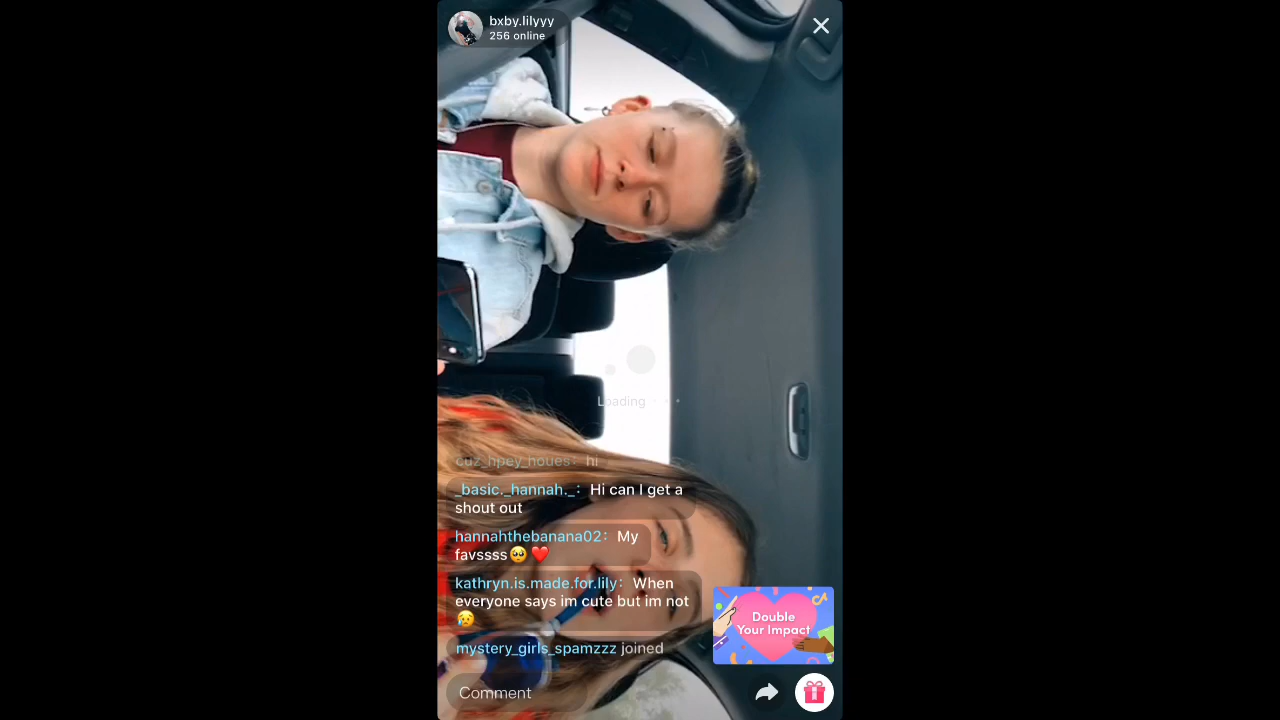 bxby.lilyyy
256 online
Loading
cuz_hpey_houes: hi
_basic._hannah._: Hi can I get a
shout out
hannahthebanana02: My
favssss🥺❤️
kathryn.is.made.for.lily: When
everyone says im cute but im not
😥
mystery_girls_spamzzz joined
Double
Your Impact
Comment